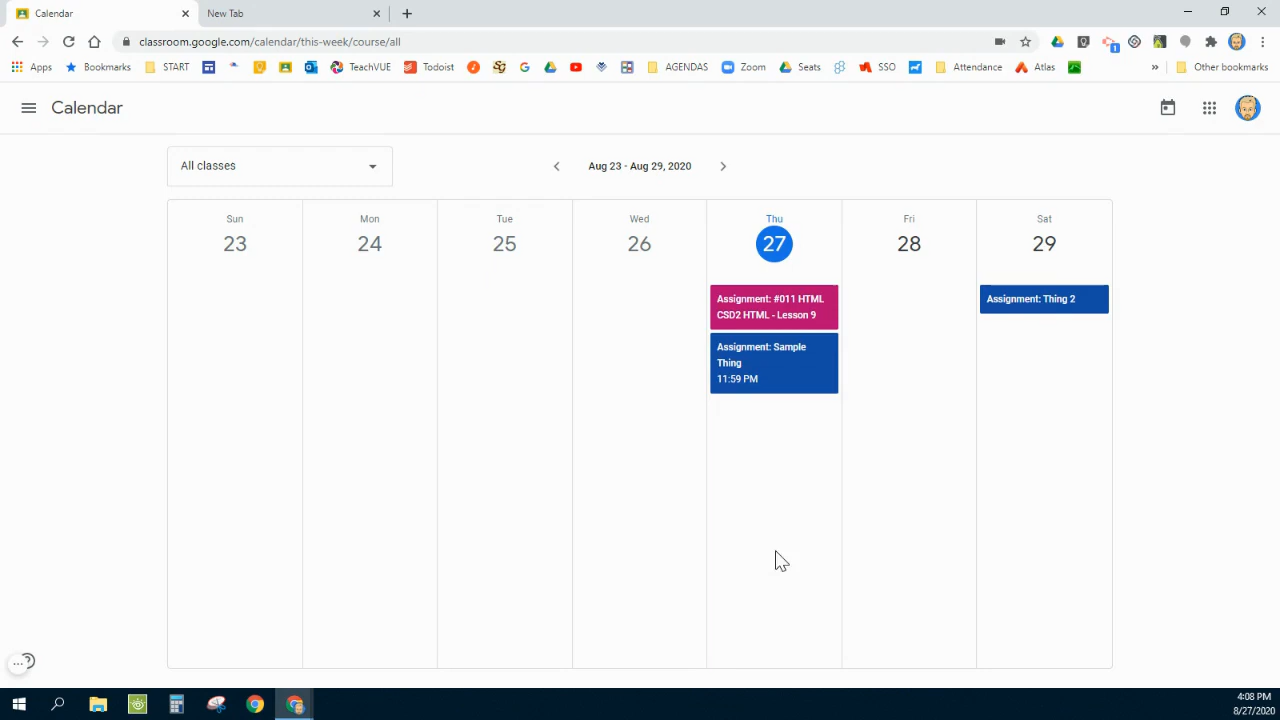 Calendar
New Tab
classroom.google.com/calendar/this-week/course/all
1
Apps
Bookmarks
START
TeachVUE
Todoist
AGENDAS
Zoom
Seats
SSO
Attendance
Atlas
»
Other bookmarks
Calendar
All classes
Aug 23 - Aug 29, 2020
Sun
Mon
Tue
Wed
Thu
Fri
Sat
23
24
25
26
27
28
29
Assignment: #011 HTML
CSD2 HTML - Lesson 9
Assignment: Thing 2
Assignment: Sample
Thing
11:59 PM
4:08 PM
8/27/2020